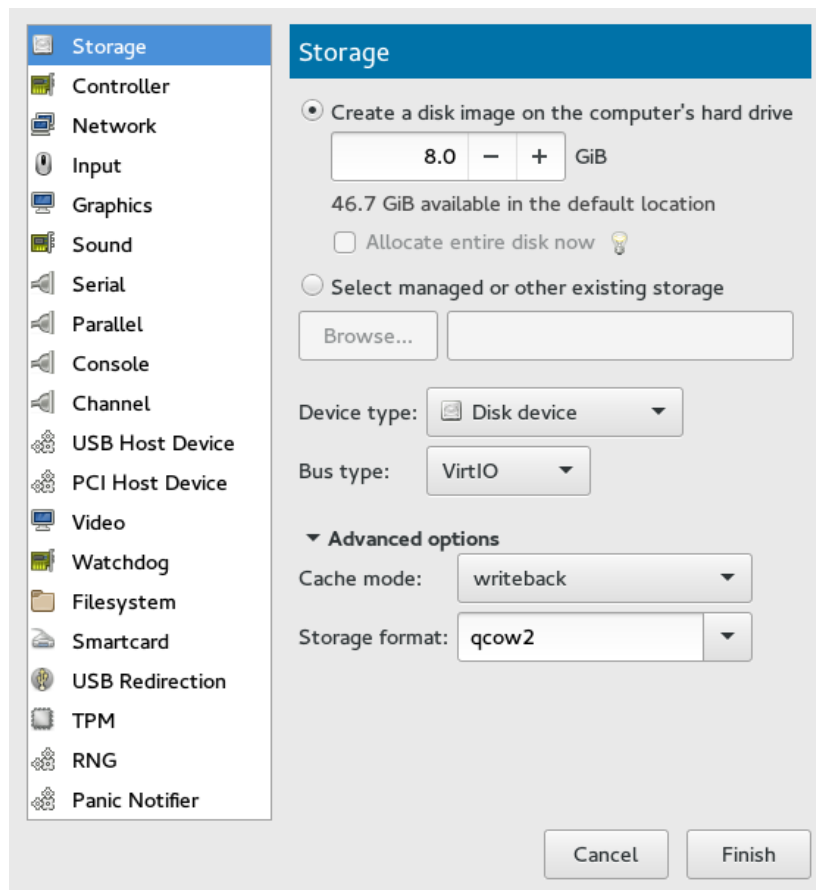 Storage
Controller
Network
Input
Graphics
Sound
Serial
Parallel
Console
Channel
USB Host Device
PCI Host Device
Video
Watchdog
Filesystem
Smartcard
USB Redirection
TPM
RNG
Panic Notifier
Storage
Create a disk image on the computer's hard drive
8.0 − + GiB
46.7 GiB available in the default location
Allocate entire disk now
Select managed or other existing storage
Browse...
Device type: Disk device
Bus type: VirtIO
Advanced options
Cache mode: writeback
Storage format: qcow2
Cancel Finish